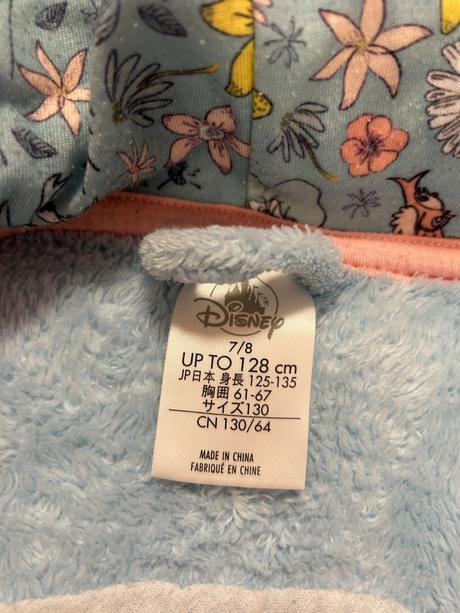 Disney
7/8
UP TO 128 cm
JP日本 身長 125-135
胸囲 61-67
サイズ130
CN 130/64
MADE IN CHINA
FABRIQUÉ EN CHINE